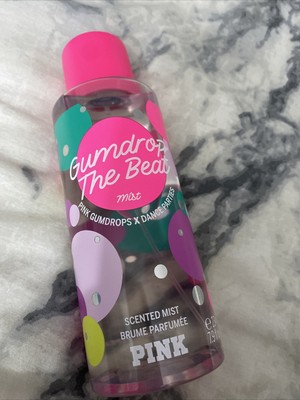 Gumdrop
The Beat
mist
PINK GUMDROPS X DANCE PARTIES
SCENTED MIST
BRUME PARFUMÉE
PINK